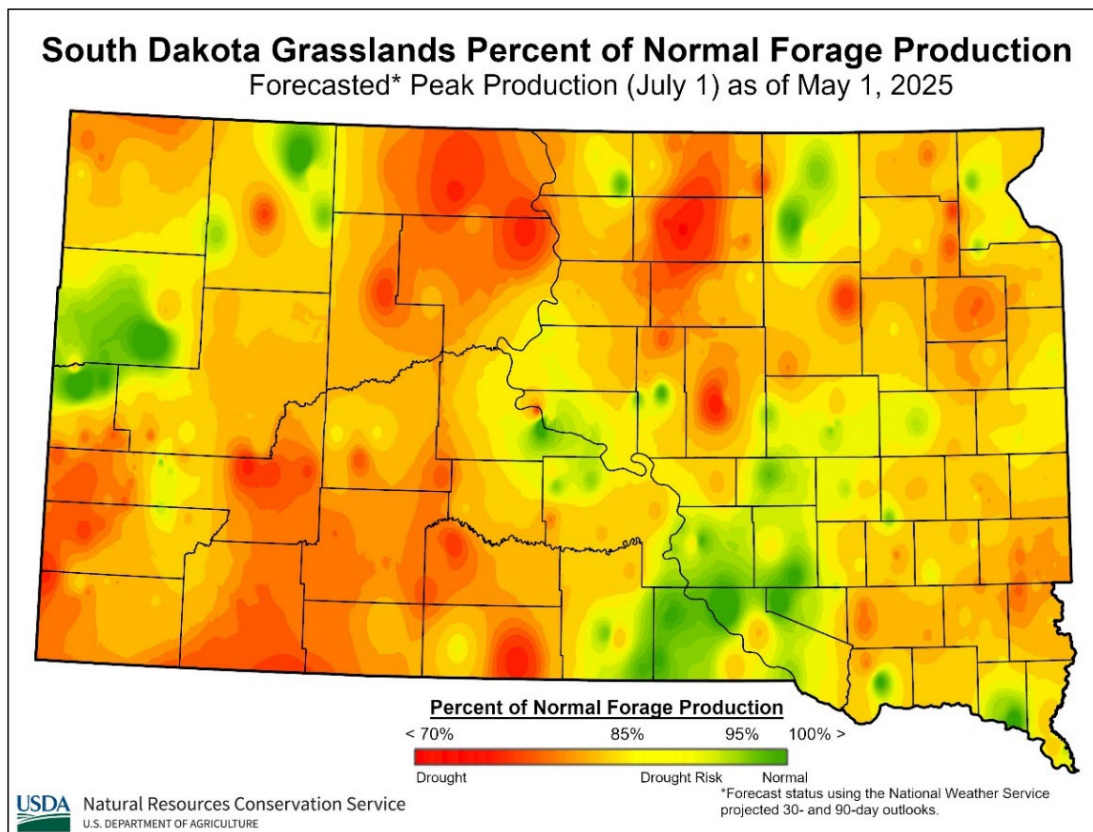 South Dakota Grasslands Percent of Normal Forage Production
Forecasted* Peak Production (July 1) as of May 1, 2025
Percent of Normal Forage Production
< 70% 85% 95% 100% >
Drought Drought Risk Normal
*Forecast status using the National Weather Service
projected 30- and 90-day outlooks.
USDA Natural Resources Conservation Service
U.S. DEPARTMENT OF AGRICULTURE